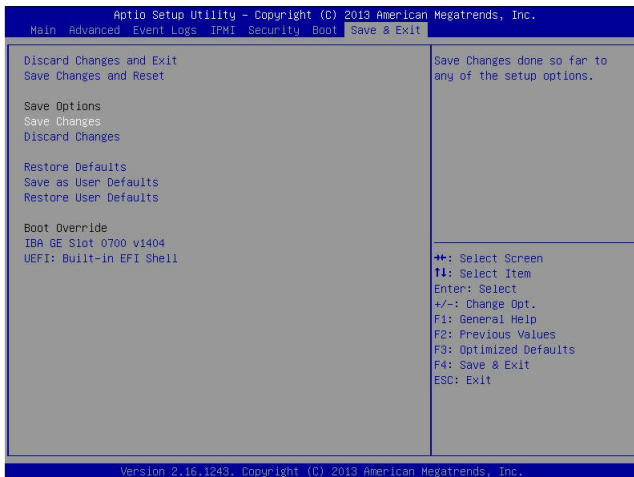 Aptio Setup Utility – Copyright (C) 2013 American Megatrends, Inc.
Main Advanced Event Logs IPMI Security Boot Save & Exit
Discard Changes and Exit
Save Changes and Reset
Save Options
Save Changes
Discard Changes
Restore Defaults
Save as User Defaults
Restore User Defaults
Boot Override
IBA GE Slot 0700 v1404
UEFI: Built-in EFI Shell
Save Changes done so far to
any of the setup options.
→←: Select Screen
↑↓: Select Item
Enter: Select
+/-: Change Opt.
F1: General Help
F2: Previous Values
F3: Optimized Defaults
F4: Save & Exit
ESC: Exit
Version 2.16.1243. Copyright (C) 2013 American Megatrends, Inc.